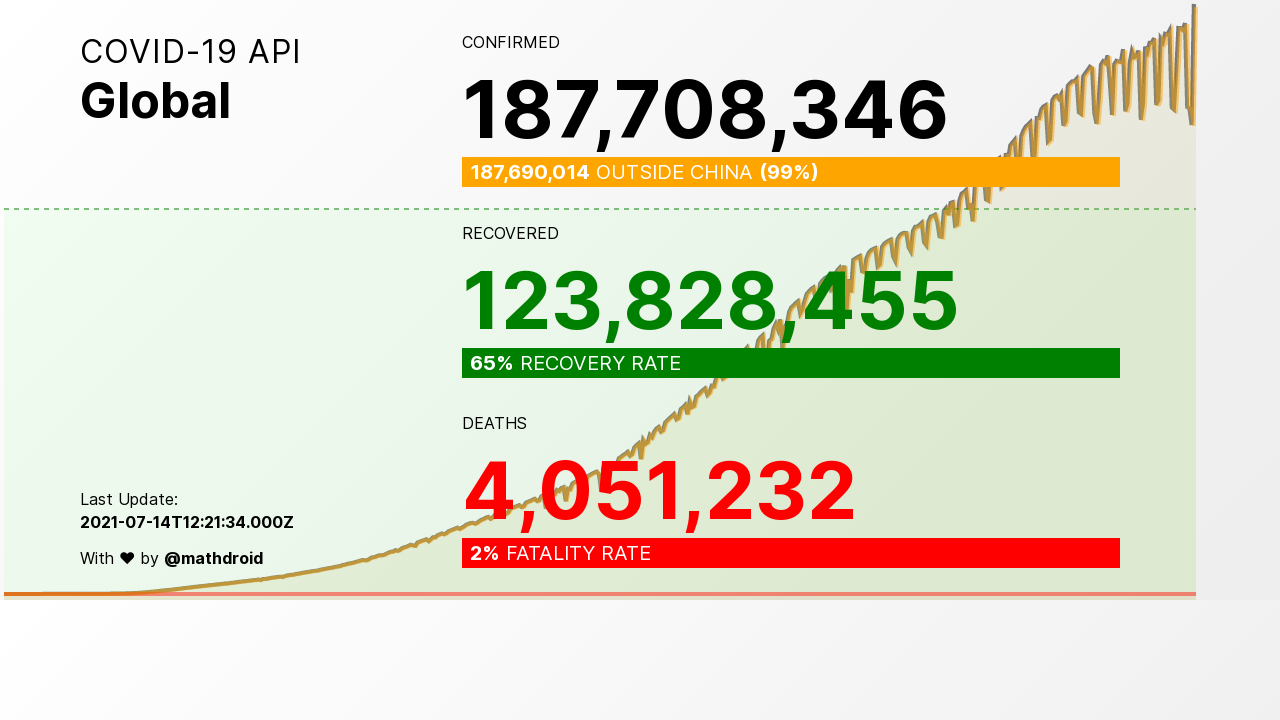 COVID-19 API
Global
CONFIRMED
187,708,346
187,690,014 OUTSIDE CHINA (99%)
RECOVERED
123,828,455
65% RECOVERY RATE
DEATHS
4,051,232
2% FATALITY RATE
Last Update:
2021-07-14T12:21:34.000Z
With ♥ by @mathdroid